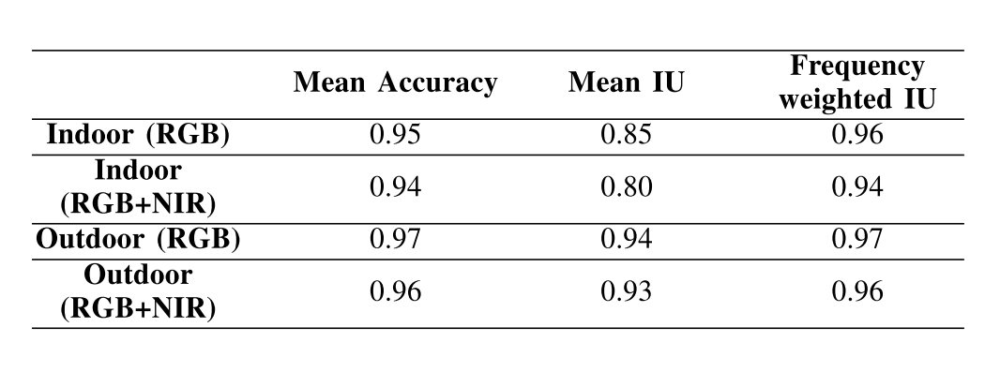 Mean Accuracy Mean IU Frequency weighted IU
Indoor (RGB) 0.95 0.85 0.96
Indoor (RGB+NIR) 0.94 0.80 0.94
Outdoor (RGB) 0.97 0.94 0.97
Outdoor (RGB+NIR) 0.96 0.93 0.96